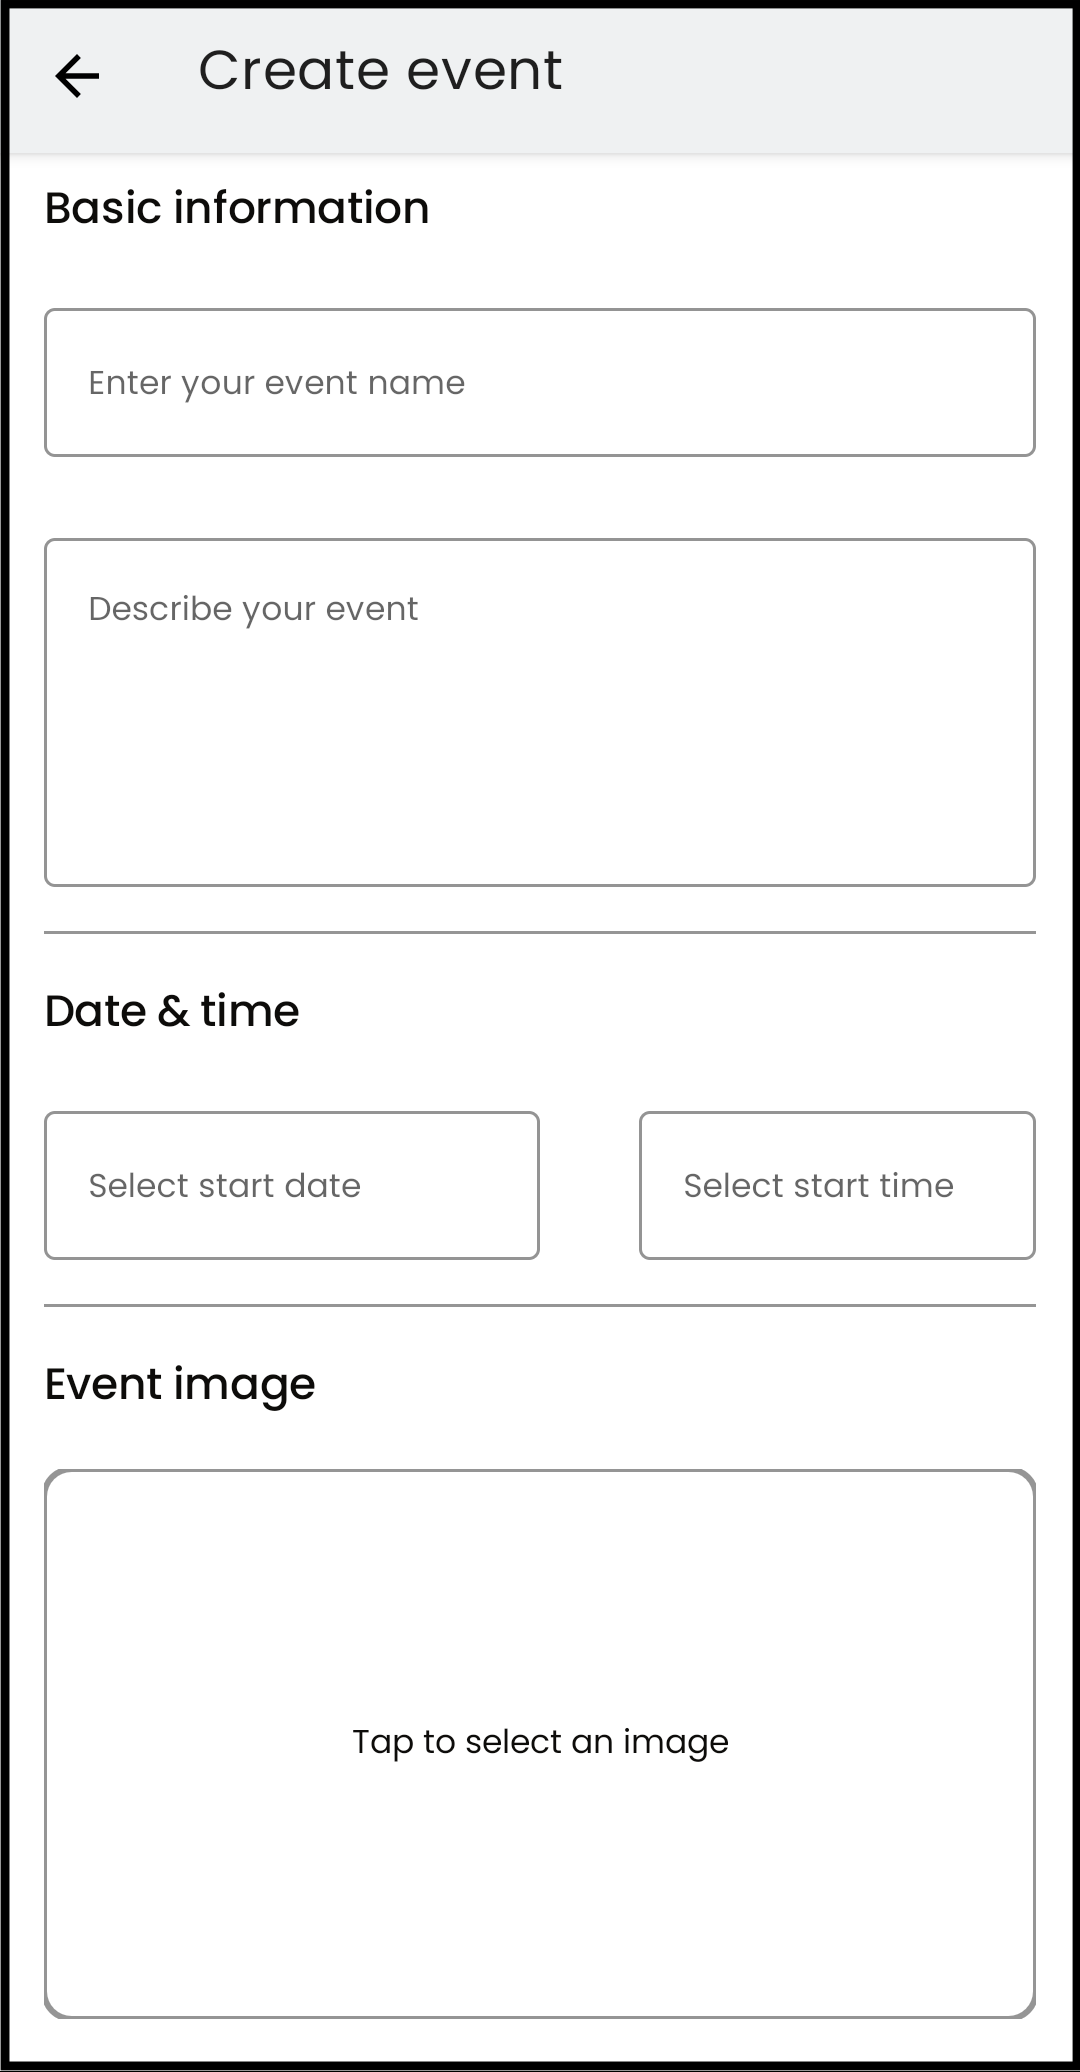 Create event
Basic information
Enter your event name
Describe your event
Date & time
Select start date
Select start time
Event image
Tap to select an image